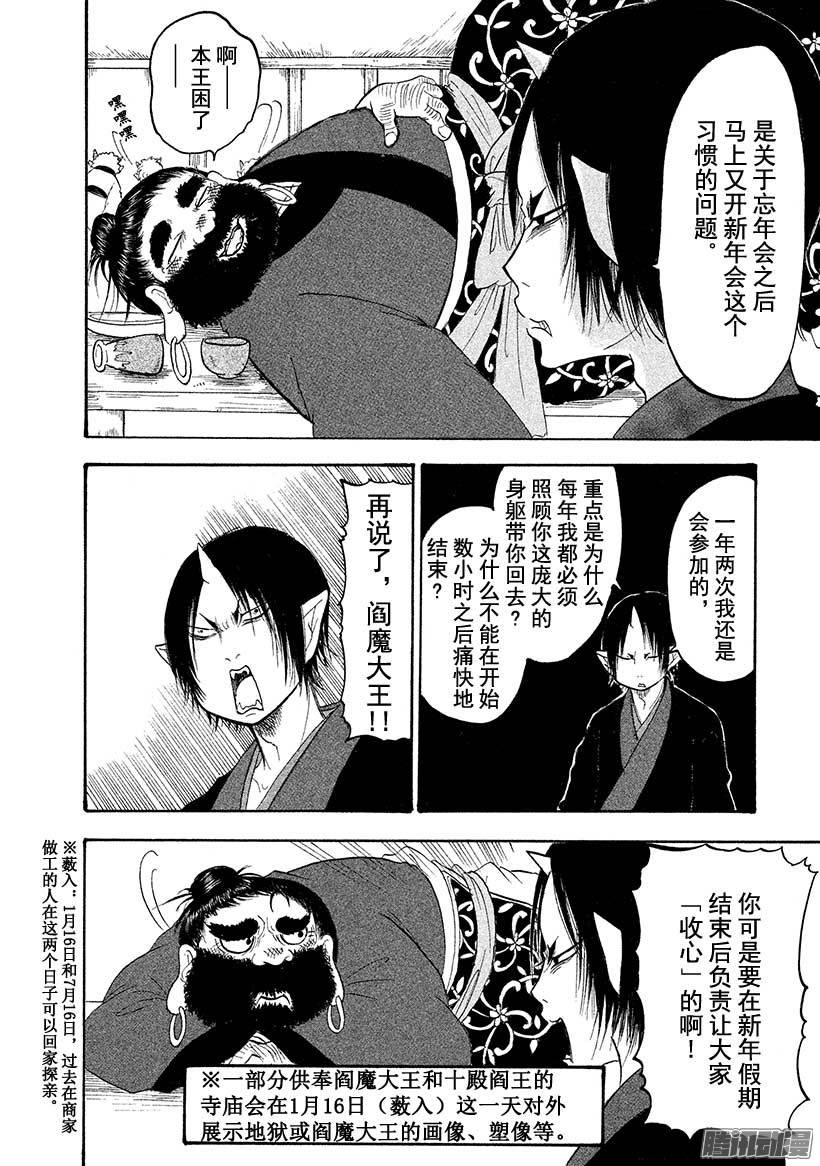 是关于忘年会之后
马上又开新年会这个
习惯的问题。
啊——
本王困了——
嘿嘿嘿
一年两次我还是
会参加的，
重点是为什么
每年我都必须
照顾你这庞大的
身躯带你回去？
为什么不能在开始
数小时之后痛快地
结束？
再说了，
阎魔大王！！
你可是要在新年假期
结束后负责让大家
「收心」的啊！
※一部分供奉阎魔大王和十殿阎王的
寺庙会在1月16日（薮入）这一天对外
展示地狱或阎魔大王的画像、塑像等。
※薮入：1月16日和7月16日，过去在商家
做工的人在这两个日子可以回家探亲。
腾讯动漫